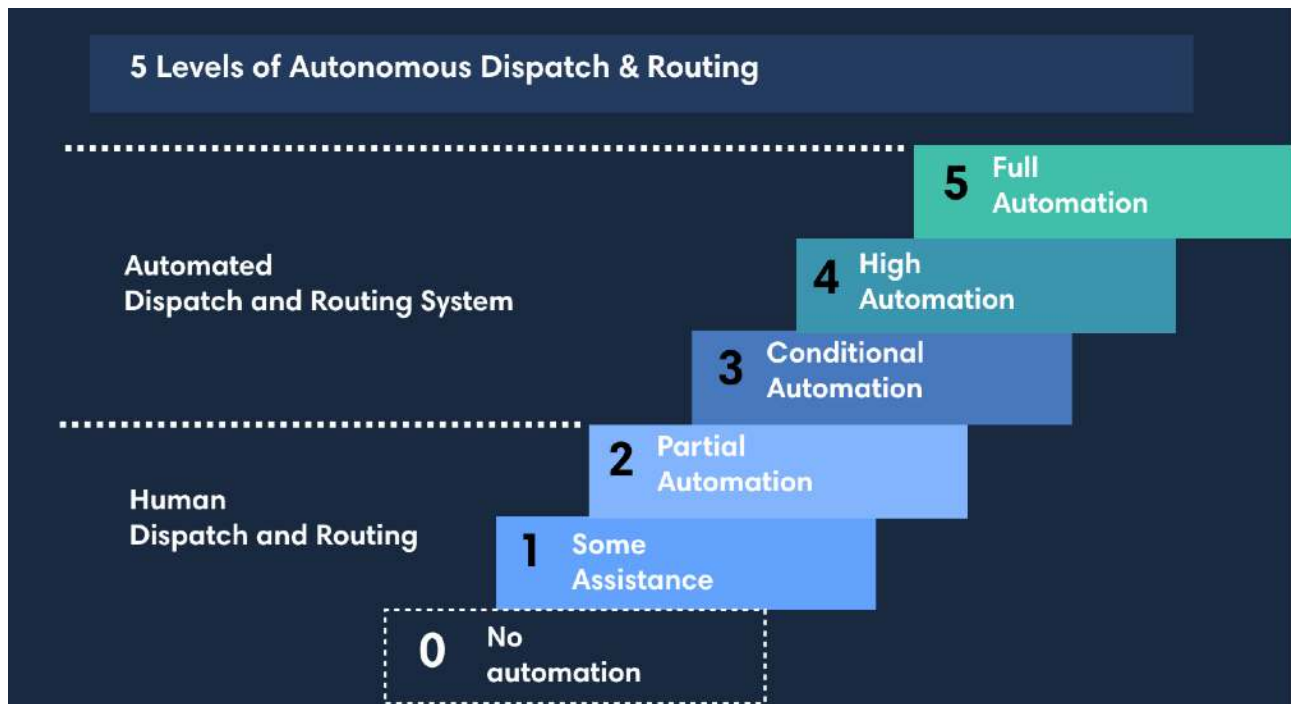 5 Levels of Autonomous Dispatch & Routing
5
Full
Automation
Automated
Dispatch and Routing System
4
High
Automation
3
Conditional
Automation
2
Partial
Automation
Human
Dispatch and Routing
1
Some
Assistance
0
No
automation